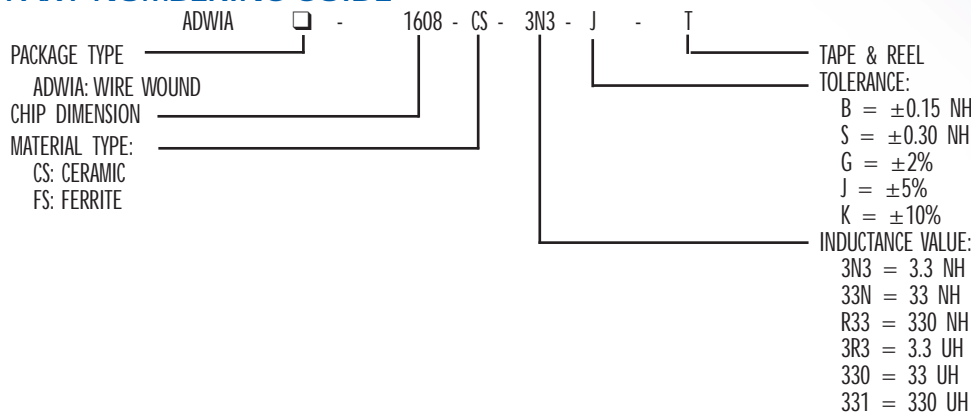 ADWIA ❑ - 1608 - CS - 3N3 - J - T
PACKAGE TYPE
ADWIA: WIRE WOUND
CHIP DIMENSION
MATERIAL TYPE:
CS: CERAMIC
FS: FERRITE
TAPE & REEL
TOLERANCE:
B = ±0.15 NH
S = ±0.30 NH
G = ±2%
J = ±5%
K = ±10%
INDUCTANCE VALUE:
3N3 = 3.3 NH
33N = 33 NH
R33 = 330 NH
3R3 = 3.3 UH
330 = 33 UH
331 = 330 UH